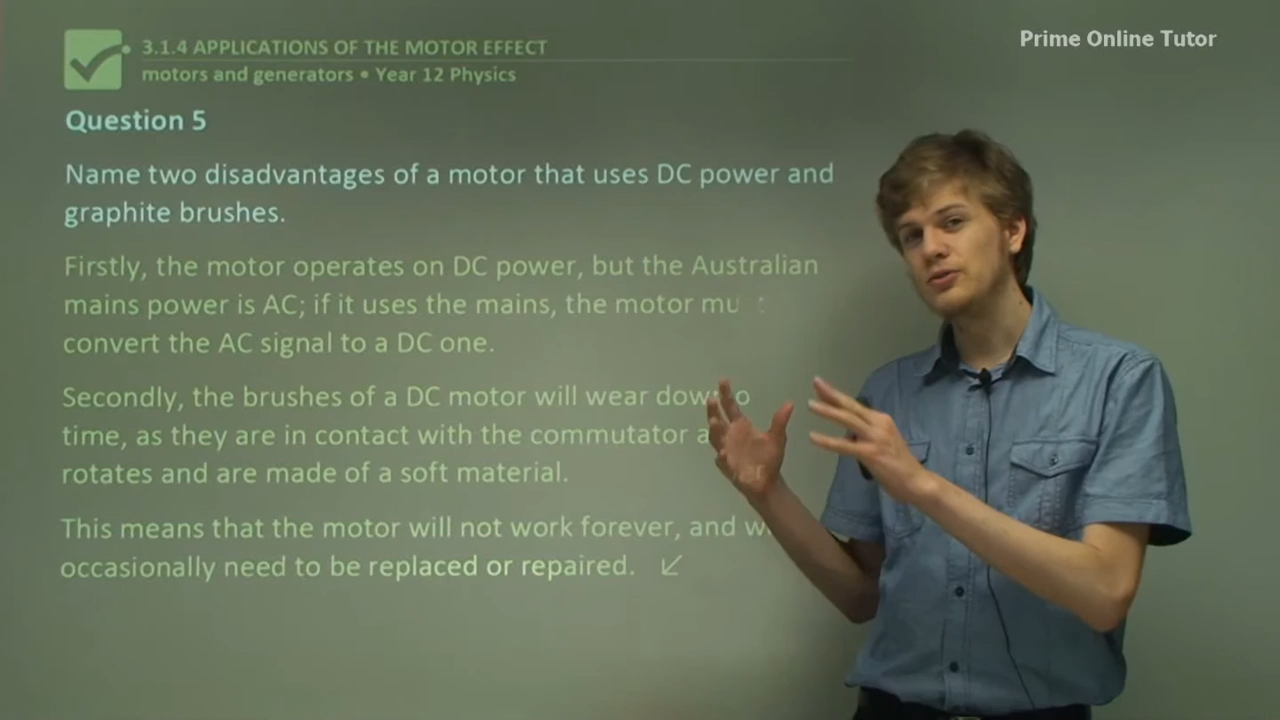 3.1.4 APPLICATIONS OF THE MOTOR EFFECT
Prime Online Tutor
motors and generators • Year 12 Physics
Question 5
Name two disadvantages of a motor that uses DC power and
graphite brushes.
Firstly, the motor operates on DC power, but the Australian
mains power is AC; if it uses the mains, the motor
convert the AC signal to a DC one.
Secondly, the brushes of a DC motor will wear
time, as they are in contact with the commutator
rotates and are made of a soft material.
This means that the motor will not work forever, and
occasionally need to be replaced or repaired.